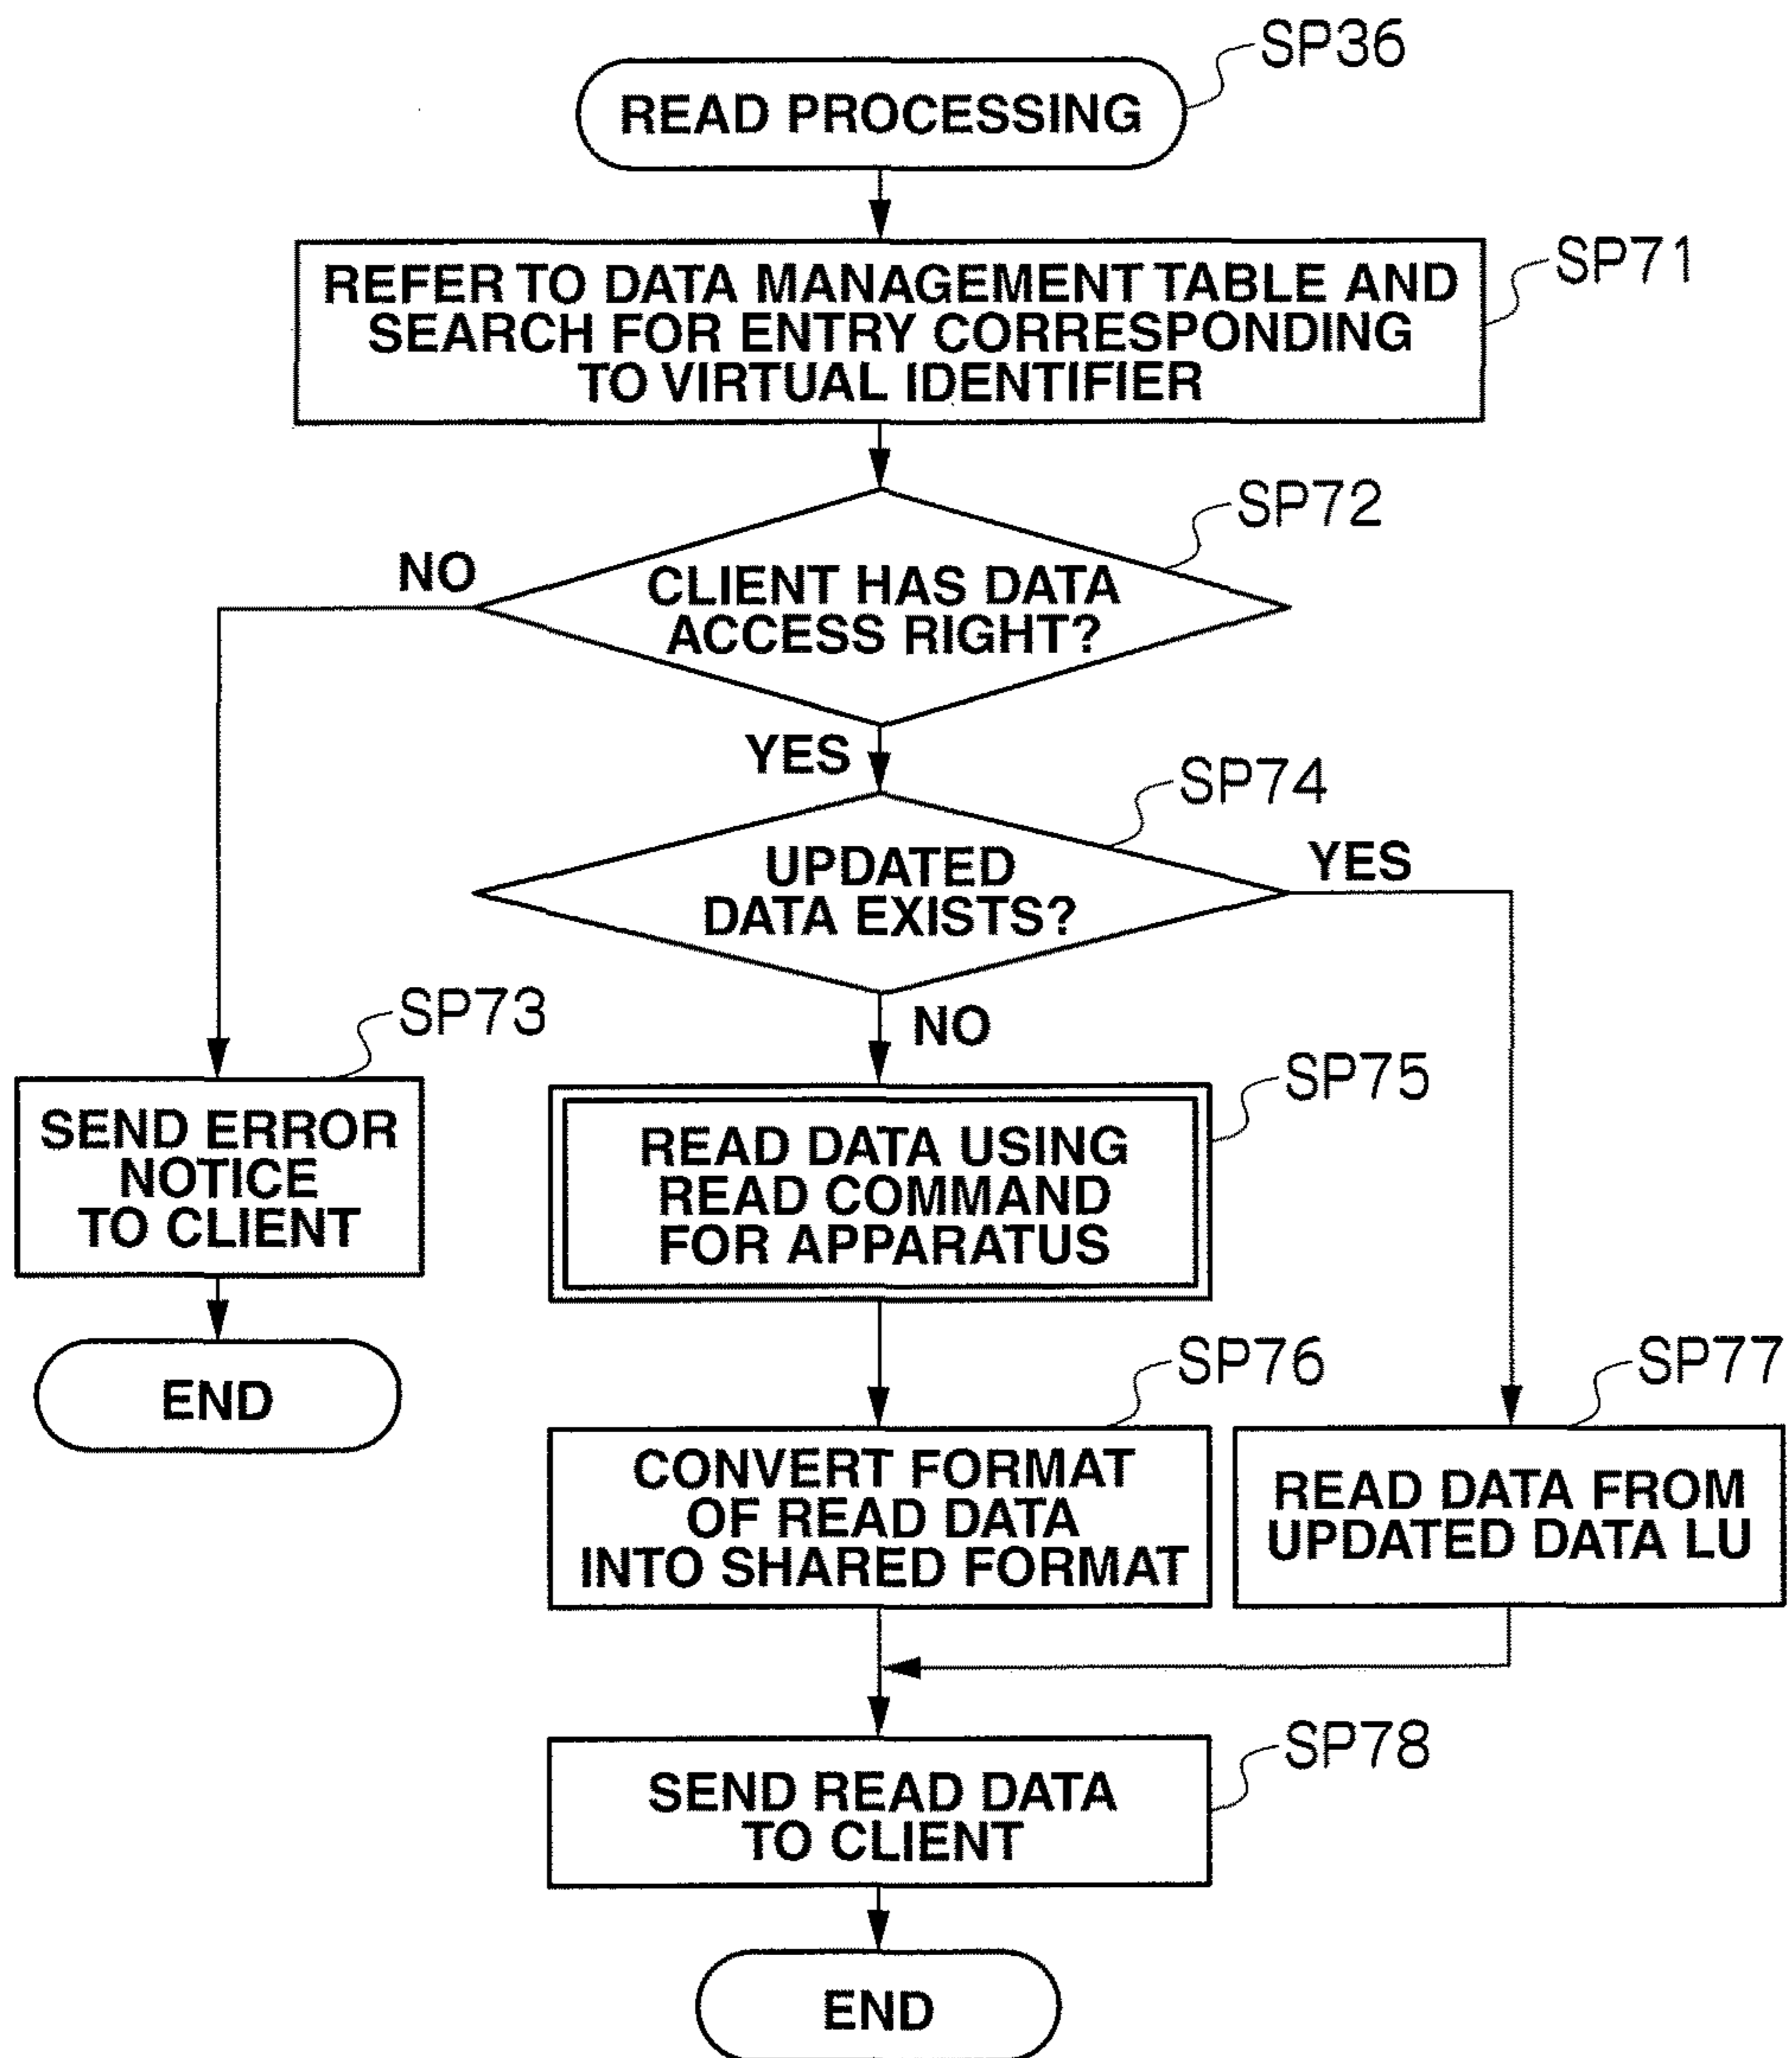 SP36
READ PROCESSING
SP71
REFER TO DATA MANAGEMENT TABLE AND
SEARCH FOR ENTRY CORRESPONDING
TO VIRTUAL IDENTIFIER
SP72
NO
CLIENT HAS DATA
ACCESS RIGHT?
YES
SP74
UPDATED
DATA EXISTS?
YES
NO
SP73
SEND ERROR
NOTICE
TO CLIENT
END
SP75
READ DATA USING
READ COMMAND
FOR APPARATUS
SP76
CONVERT FORMAT
OF READ DATA
INTO SHARED FORMAT
SP77
READ DATA FROM
UPDATED DATA LU
SP78
SEND READ DATA
TO CLIENT
END